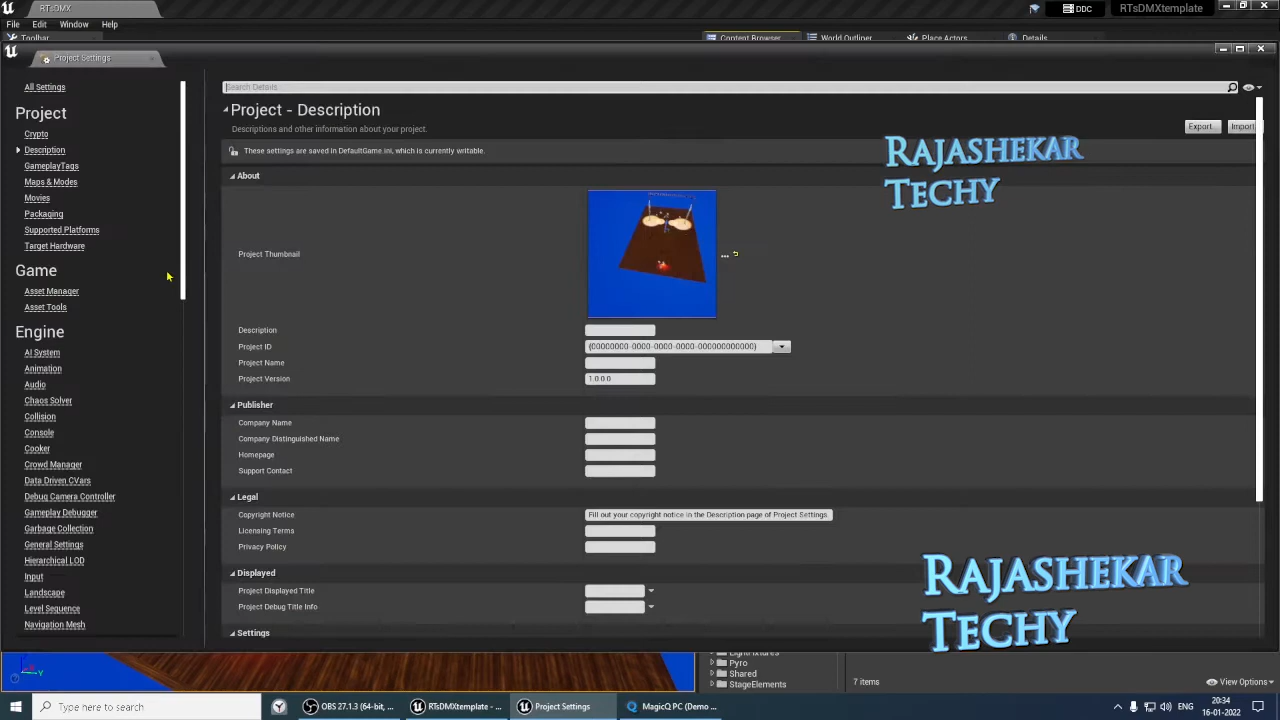 RTsDMX
DDC
RTsDMXtemplate
File Edit Window Help
Toolbar
Content Browser
World Outliner
Place Actors
Details
Project Settings
All Settings
Project
Crypto
Description
GameplayTags
Maps & Modes
Movies
Packaging
Supported Platforms
Target Hardware
Game
Asset Manager
Asset Tools
Engine
AI System
Animation
Audio
Chaos Solver
Collision
Console
Cooker
Crowd Manager
Data Driven CVars
Debug Camera Controller
Gameplay Debugger
Garbage Collection
General Settings
Hierarchical LOD
Input
Landscape
Level Sequence
Navigation Mesh
Search Details
Project - Description
Descriptions and other information about your project.
Export...
Import...
These settings are saved in DefaultGame.ini, which is currently writable.
RAJASHEKAR
TECHY
About
Project Thumbnail
Description
Project ID {00000000-0000-0000-0000-000000000000}
Project Name
Project Version 1.0.0.0
Publisher
Company Name
Company Distinguished Name
Homepage
Support Contact
Legal
Copyright Notice Fill out your copyright notice in the Description page of Project Settings.
Licensing Terms
Privacy Policy
Displayed
Project Displayed Title
Project Debug Title Info
Settings
RAJASHEKAR
TECHY
LightFixtures
Pyro
Shared
StageElements
7 items
View Options
Type here to search
OBS 27.1.3 (64-bit, ...
RTsDMXtemplate - ...
Project Settings
MagicQ PC (Demo ...
ENG
20:34
16-01-2022